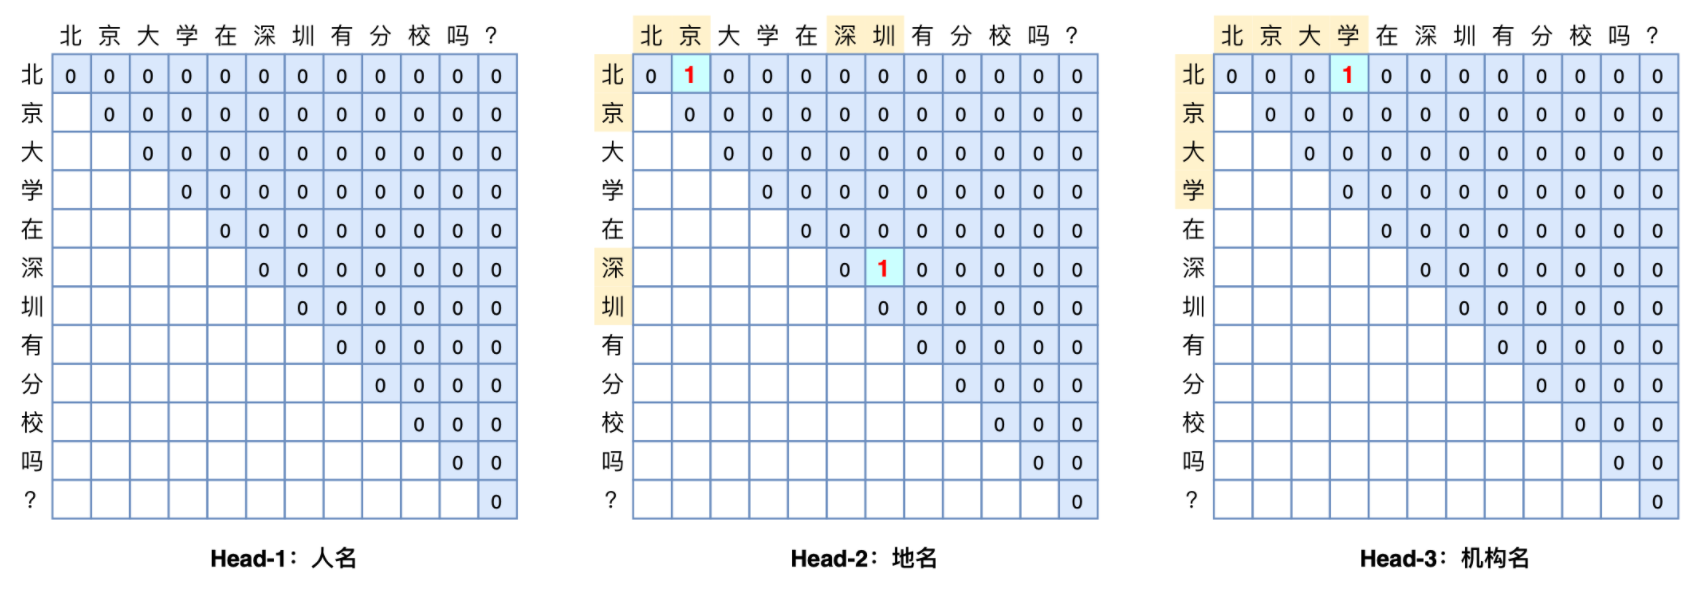 北 京 大 学 在 深 圳 有 分 校 吗 ?
北 0 0 0 0 0 0 0 0 0 0 0 0
京 0 0 0 0 0 0 0 0 0 0 0
大 0 0 0 0 0 0 0 0 0 0
学 0 0 0 0 0 0 0 0 0
在 0 0 0 0 0 0 0 0
深 0 0 0 0 0 0 0
圳 0 0 0 0 0 0
有 0 0 0 0 0
分 0 0 0 0
校 0 0 0
吗 0 0
? 0
Head-1：人名
北 京 大 学 在 深 圳 有 分 校 吗 ?
北 0 1 0 0 0 0 0 0 0 0 0 0
京 0 0 0 0 0 0 0 0 0 0 0
大 0 0 0 0 0 0 0 0 0 0
学 0 0 0 0 0 0 0 0 0
在 0 0 0 0 0 0 0 0
深 0 1 0 0 0 0 0
圳 0 0 0 0 0 0
有 0 0 0 0 0
分 0 0 0 0
校 0 0 0
吗 0 0
? 0
Head-2：地名
北 京 大 学 在 深 圳 有 分 校 吗 ?
北 0 0 0 1 0 0 0 0 0 0 0 0
京 0 0 0 0 0 0 0 0 0 0 0
大 0 0 0 0 0 0 0 0 0 0
学 0 0 0 0 0 0 0 0 0
在 0 0 0 0 0 0 0 0
深 0 0 0 0 0 0 0
圳 0 0 0 0 0 0
有 0 0 0 0 0
分 0 0 0 0
校 0 0 0
吗 0 0
? 0
Head-3：机构名